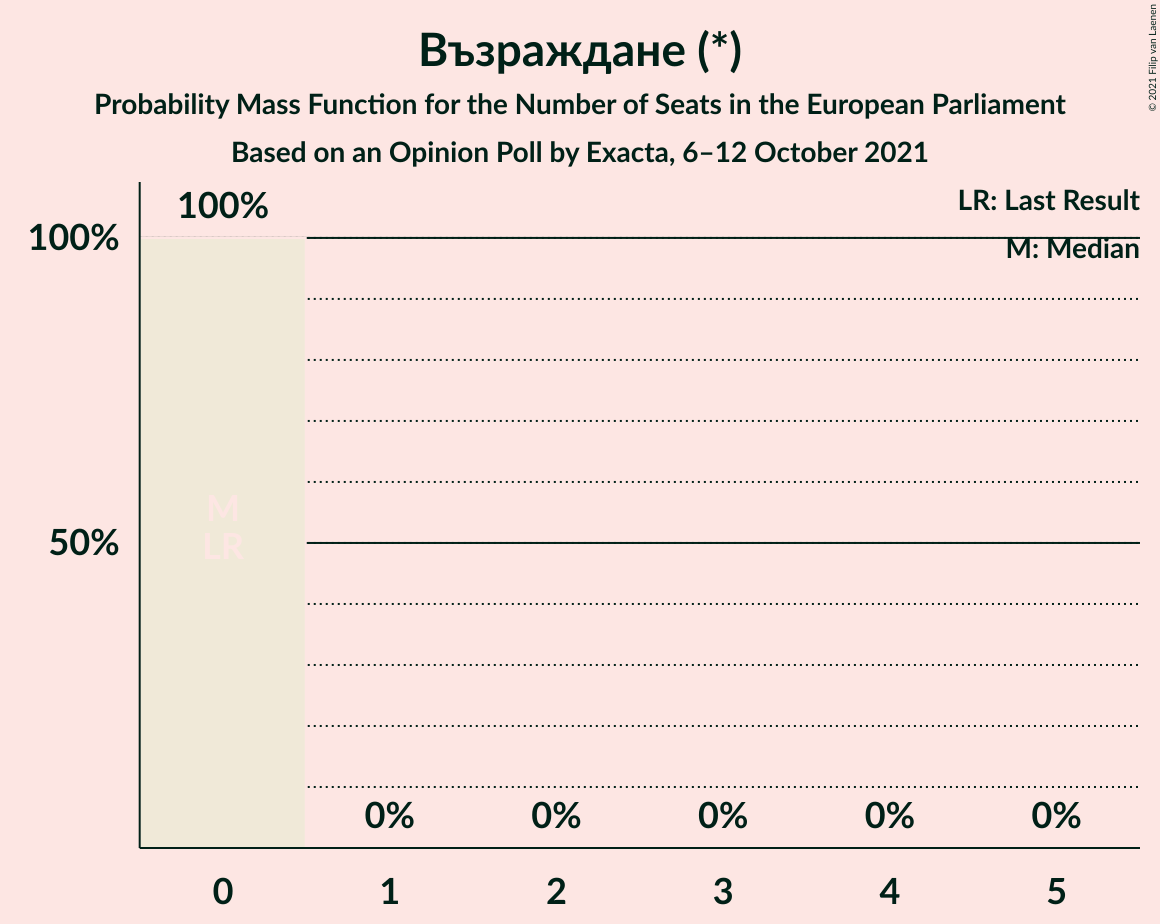 Възраждане (*)
Probability Mass Function for the Number of Seats in the European Parliament
Based on an Opinion Poll by Exacta, 6–12 October 2021
© 2021 Filip van Laenen
LR: Last Result
M: Median
100%
100%
50%
M
LR
0% 0% 0% 0% 0%
0 1 2 3 4 5